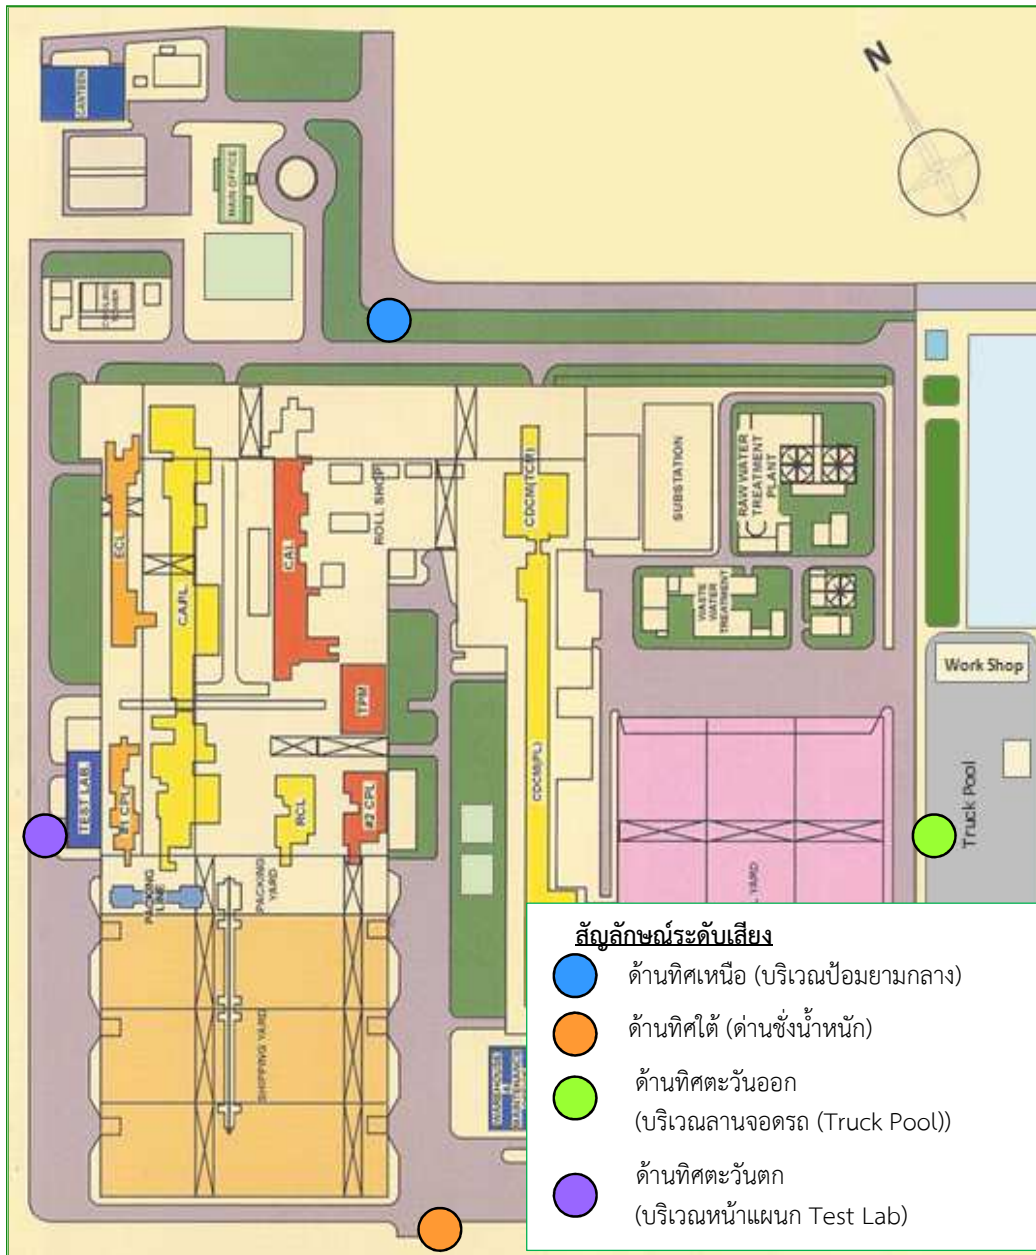 CANTEEN
N
MAIN OFFICE
COOLING
TOWER
ECL
CAPL
CAL
ROLL SHOP
CDCM(TCM)
SUBSTATION
RAW WATER
TREATMENT
PLANT
WASTE
WATER
TREATMENT
Work Shop
TPM
CDCM(PL)
TEST LAB.
#1 CPL
RCL
#2 CPL
Truck Pool
PACKING
LINE
PACKING
YARD
YARD
SHIPPING YARD
WAREHOUSE
&
MAINTENANCE
สัญลักษณ์ระดับเสียง
ด้านทิศเหนือ (บริเวณป้อมยามกลาง)
ด้านทิศใต้ (ด่านชั่งน้ำหนัก)
ด้านทิศตะวันออก
(บริเวณลานจอดรถ (Truck Pool))
ด้านทิศตะวันตก
(บริเวณหน้าแผนก Test Lab)